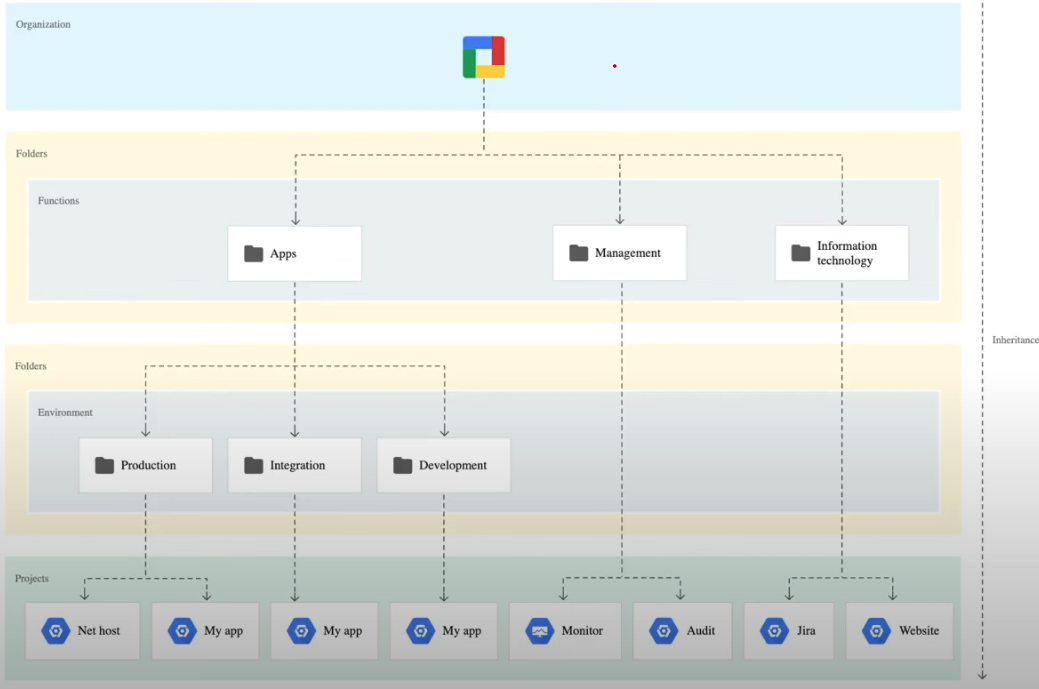 Organization
Folders
Functions
Apps
Management
Information
technology
Inheritance
Folders
Environment
Production
Integration
Development
Projects
Net host
My app
My app
My app
Monitor
Audit
Jira
Website